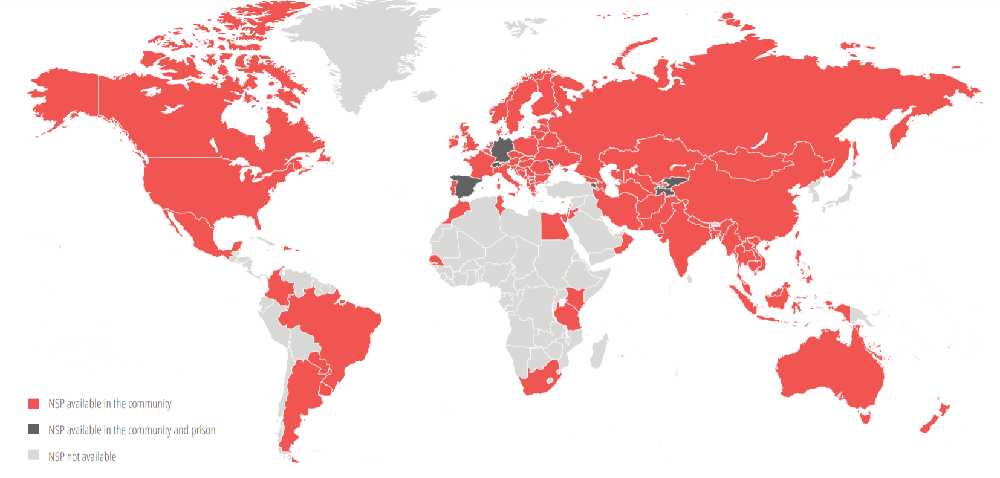 NSP available in the community
NSP available in the community and prison
NSP not available